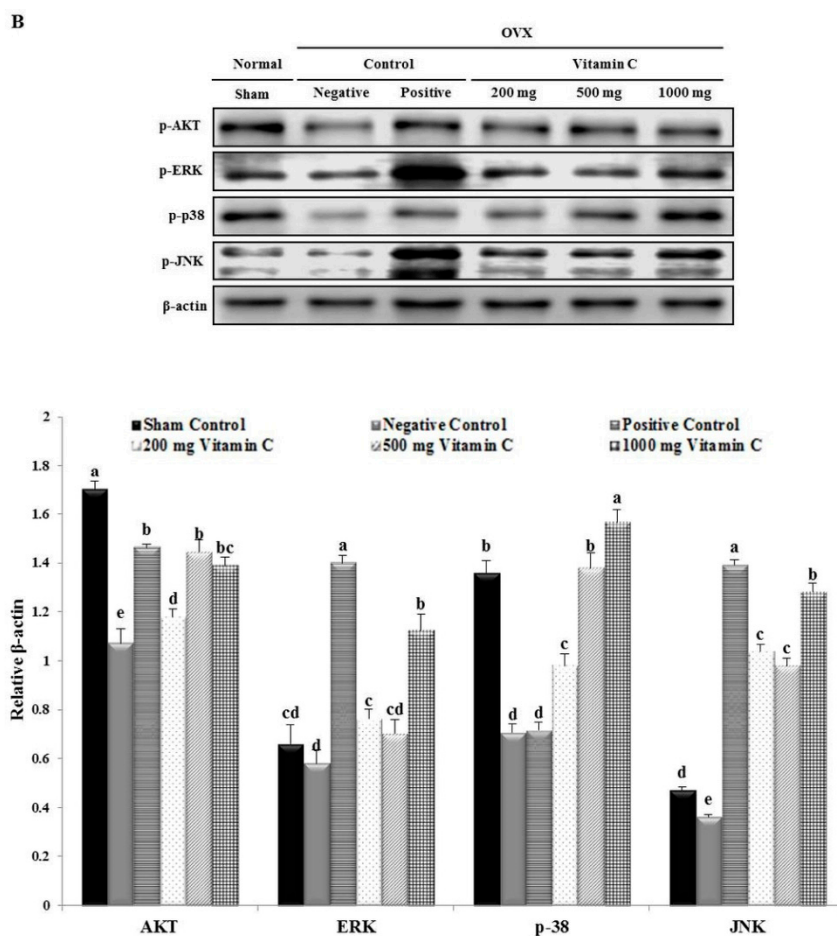 B
OVX
Normal Control Vitamin C
Sham Negative Positive 200 mg 500 mg 1000 mg
p-AKT
p-ERK
p-p38
p-JNK
β-actin
2
1.8
1.6
1.4
1.2
1
0.8
0.6
0.4
0.2
0
Relative β-actin
Sham Control Negative Control Positive Control
200 mg Vitamin C 500 mg Vitamin C 1000 mg Vitamin C
a e b d b bc
cd d a c cd b
b d d c b a
d e a c c b
AKT ERK p-38 JNK